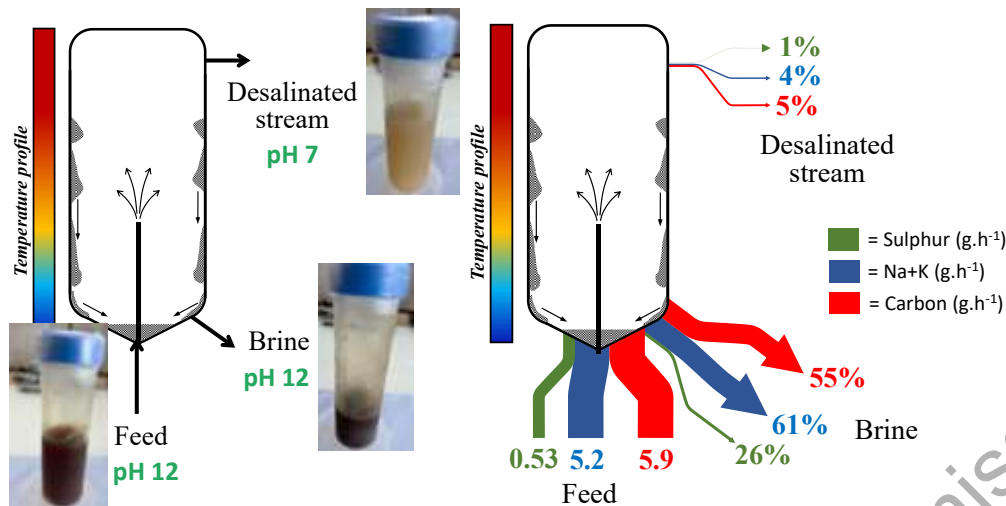 Temperature profile
Desalinated
stream
pH 7
Brine
pH 12
Feed
pH 12
Temperature profile
1%
4%
5%
Desalinated
stream
= Sulphur (g.h⁻¹)
= Na+K (g.h⁻¹)
= Carbon (g.h⁻¹)
55%
61%
Brine
26%
0.53 5.2 5.9
Feed